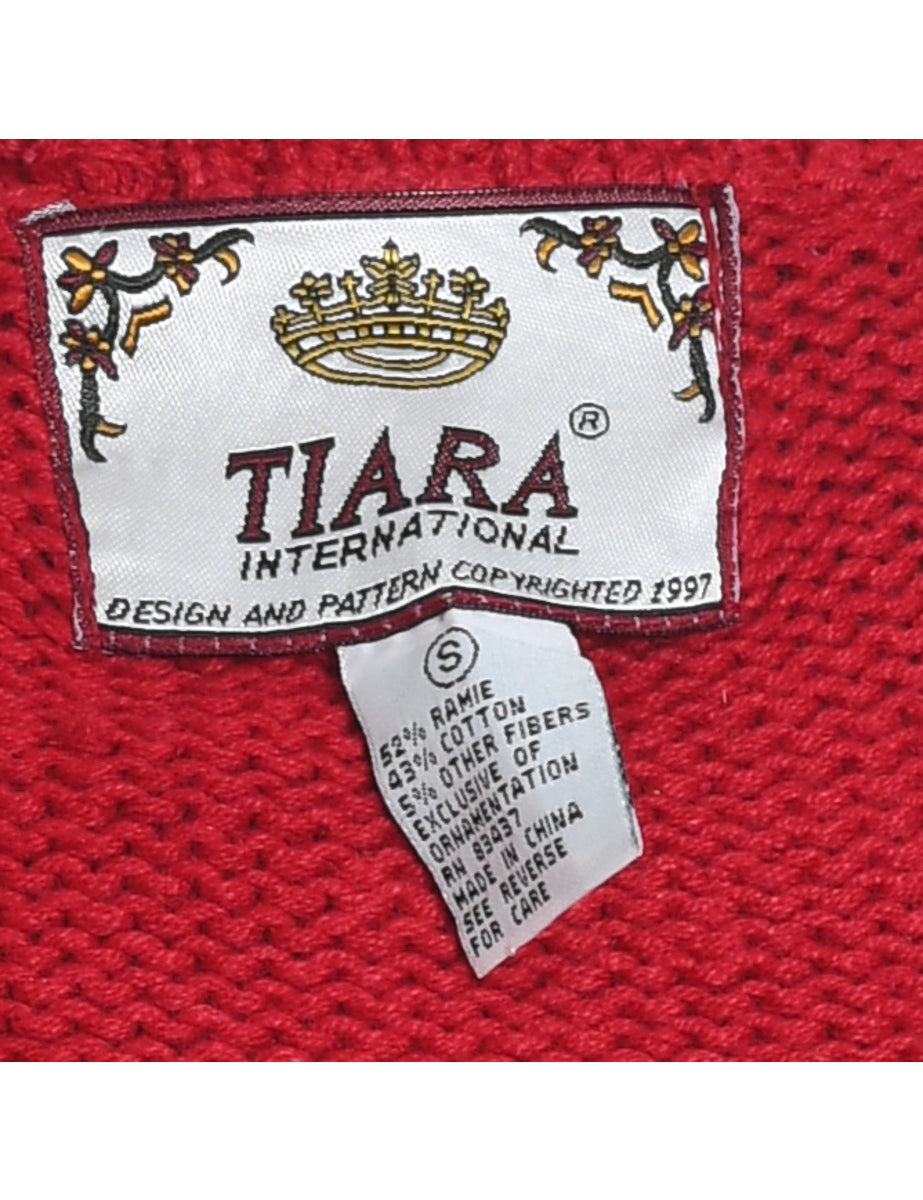 TIARA ®
INTERNATIONAL
DESIGN AND PATTERN COPYRIGHTED 1997
S
52% RAMIE
43% COTTON
5% OTHER FIBERS
EXCLUSIVE OF
ORNAMENTATION
RN 83437
MADE IN CHINA
SEE REVERSE
FOR CARE